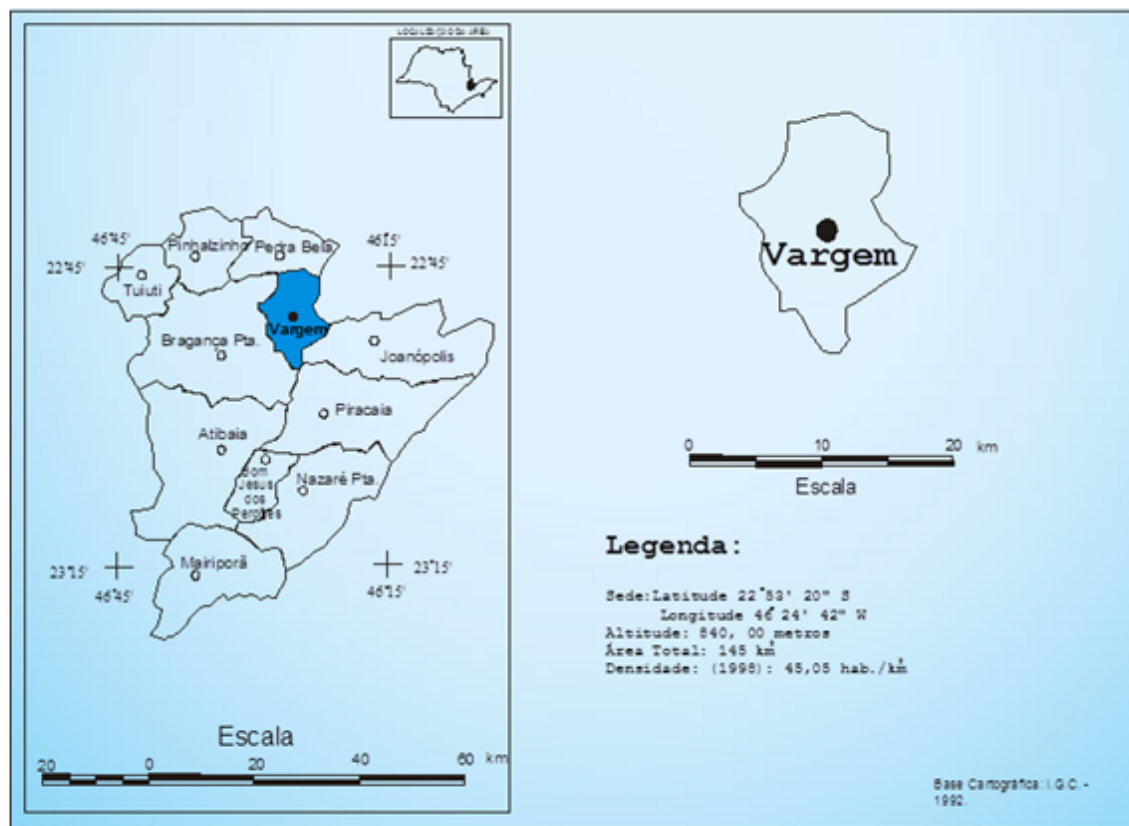 LOCALIZAÇÃO DA ÁREA
46°45'
22°45'
Pinhalzinho
Pedra Bela
46°15'
22°45'
Tuiuti
Vargem
Bragança Pta.
Joanópolis
Piracaia
Atibaia
Bom
Jesus
dos
Perdões
Nazaré Pta.
Mairiporã
23°15'
46°45'
23°15'
46°15'
Escala
20 0 20 40 60 km
Vargem
0 10 20 km
Escala
Legenda:
Sede:Latitude 22°53' 20" S
Longitude 46°24' 42" W
Altitude: 840, 00 metros
Área Total: 145 km²
Densidade: (1998): 45,05 hab./km²
Base Cartográfica: I.G.C. -
1992.